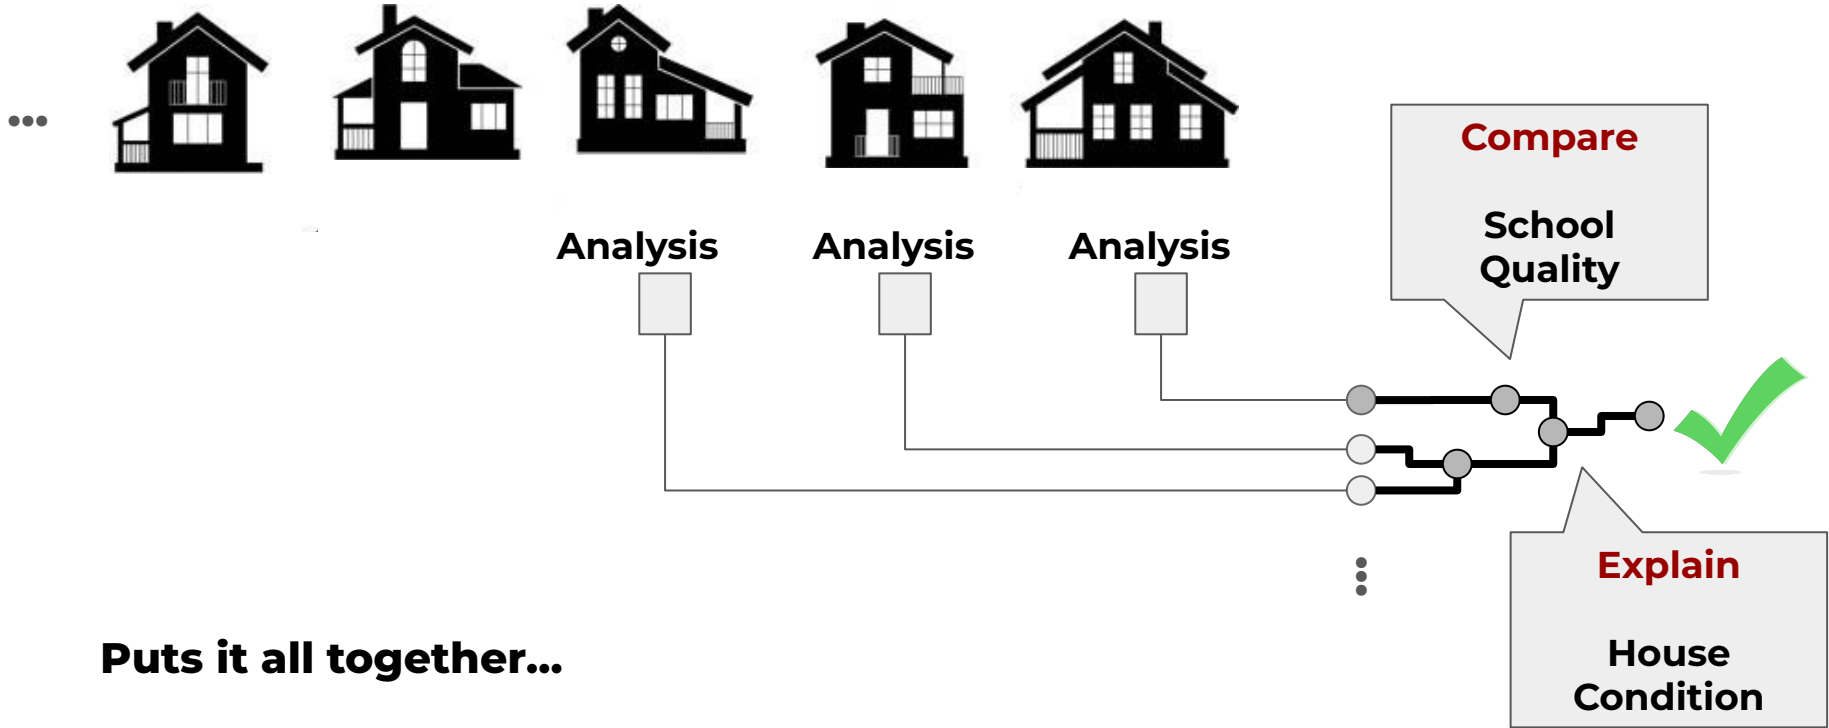 Analysis
Analysis
Analysis
Compare
School
Quality
Explain
House
Condition
Puts it all together...